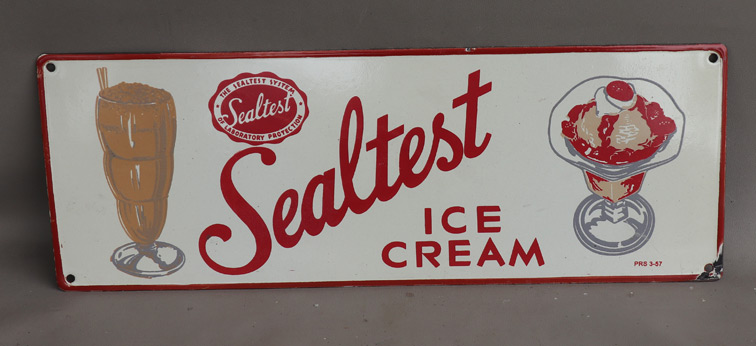 THE SEALTEST SYSTEM
Sealtest
OF LABORATORY PROTECTION
Sealtest
ICE
CREAM
PRS 3-57